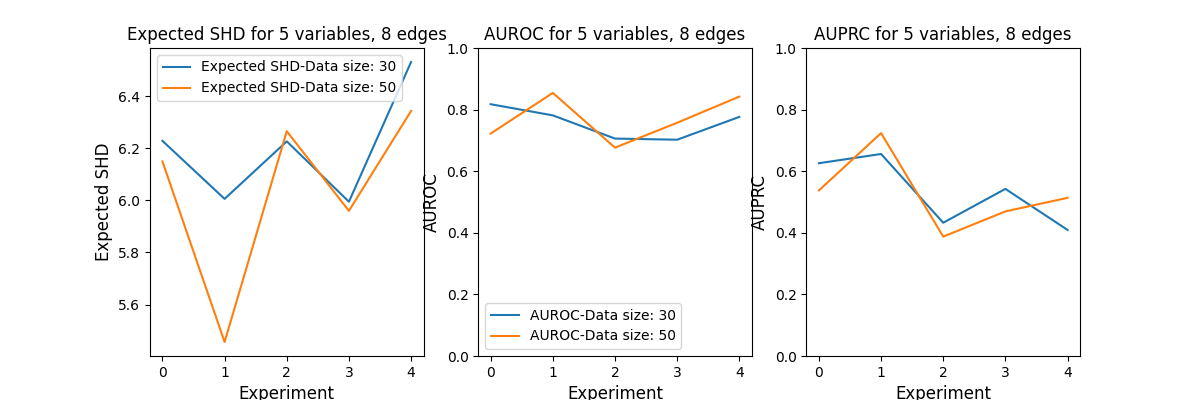 Expected SHD for 5 variables, 8 edges
Expected SHD-Data size: 30
Expected SHD-Data size: 50
6.4
6.2
6.0
5.8
5.6
Expected SHD
0 1 2 3 4
Experiment
AUROC for 5 variables, 8 edges
1.0
0.8
0.6
0.4
0.2
0.0
AUROC
AUROC-Data size: 30
AUROC-Data size: 50
0 1 2 3 4
Experiment
AUPRC for 5 variables, 8 edges
1.0
0.8
0.6
0.4
0.2
0.0
AUPRC
0 1 2 3 4
Experiment